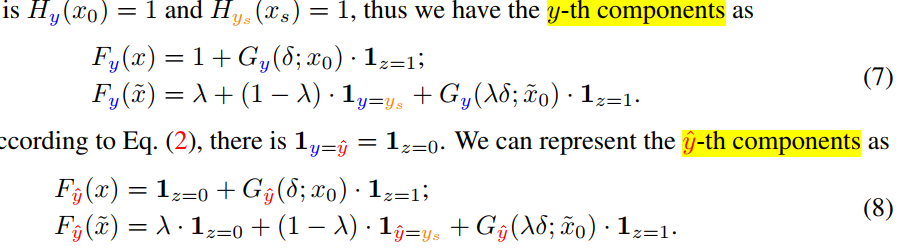 is H_y(x_0) = 1 and H_{y_s}(x_s) = 1, thus we have the y-th components as
F_y(x) = 1 + G_y(δ; x_0) · 1_{z=1};
F_y(x̃) = λ + (1 − λ) · 1_{y=y_s} + G_y(λδ; x̃_0) · 1_{z=1}.
(7)
ccording to Eq. (2), there is 1_{y=ŷ} = 1_{z=0}. We can represent the ŷ-th components as
F_ŷ(x) = 1_{z=0} + G_ŷ(δ; x_0) · 1_{z=1};
F_ŷ(x̃) = λ · 1_{z=0} + (1 − λ) · 1_{ŷ=y_s} + G_ŷ(λδ; x̃_0) · 1_{z=1}.
(8)